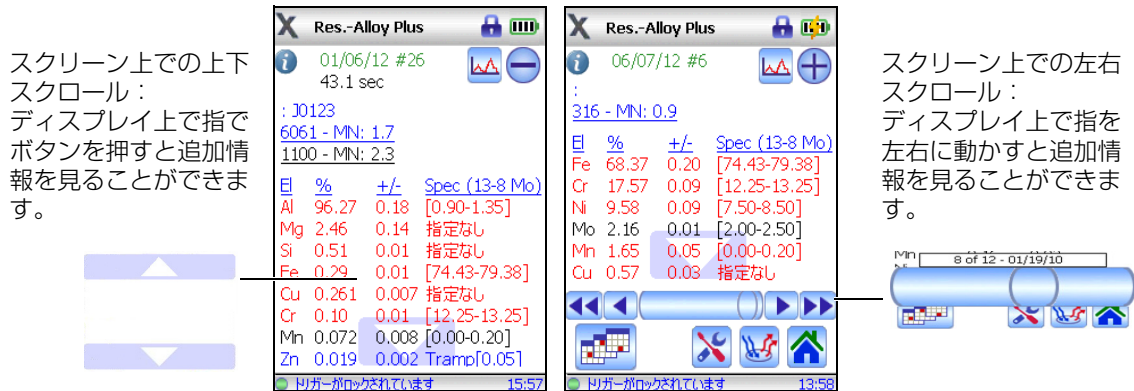 スクリーン上での上下
スクロール：
ディスプレイ上で指で
ボタンを押すと追加情
報を見ることができま
す。
X Res.-Alloy Plus
01/06/12 #26
43.1 sec
: J0123
6061 - MN: 1.7
1100 - MN: 2.3
El % +/- Spec (13-8 Mo)
Al 96.27 0.18 [0.90-1.35]
Mg 2.46 0.14 指定なし
Si 0.51 0.01 指定なし
Fe 0.29 0.01 [74.43-79.38]
Cu 0.261 0.007 指定なし
Cr 0.10 0.01 [12.25-13.25]
Mn 0.072 0.008 [0.00-0.20]
Zn 0.019 0.002 Tramp[0.05]
トリガーがロックされています 15:57
X Res.-Alloy Plus
06/07/12 #6
:
316 - MN: 0.9
El % +/- Spec (13-8 Mo)
Fe 68.37 0.20 [74.43-79.38]
Cr 17.57 0.09 [12.25-13.25]
Ni 9.58 0.09 [7.50-8.50]
Mo 2.16 0.01 [2.00-2.50]
Mn 1.65 0.05 [0.00-0.20]
Cu 0.57 0.03 指定なし
トリガーがロックされています 13:58
スクリーン上での左右
スクロール：
ディスプレイ上で指を
左右に動かすと追加情
報を見ることができま
す。
Mn 8 of 12 - 01/19/10